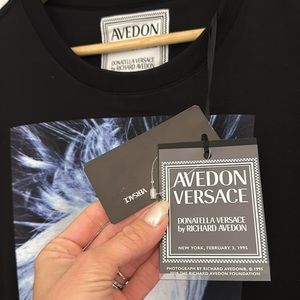 AVEDON
DONATELLA VERSACE
by RICHARD AVEDON
VERSACE
AVEDON
VERSACE
DONATELLA VERSACE
by RICHARD AVEDON
NEW YORK, FEBRUARY 3, 1995
PHOTOGRAPH BY RICHARD AVEDON® © 1995
2018 THE RICHARD AVEDON FOUNDATION